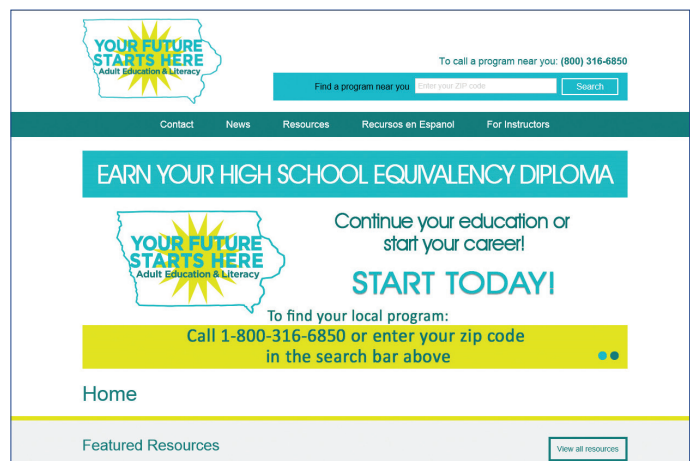 YOUR FUTURE
STARTS HERE
Adult Education & Literacy
To call a program near you: (800) 316-6850
Find a program near you Enter your ZIP code Search
Contact News Resources Recursos en Espanol For Instructors
EARN YOUR HIGH SCHOOL EQUIVALENCY DIPLOMA
YOUR FUTURE
STARTS HERE
Adult Education & Literacy
Continue your education or
start your career!
START TODAY!
To find your local program:
Call 1-800-316-6850 or enter your zip code
in the search bar above
Home
Featured Resources
View all resources